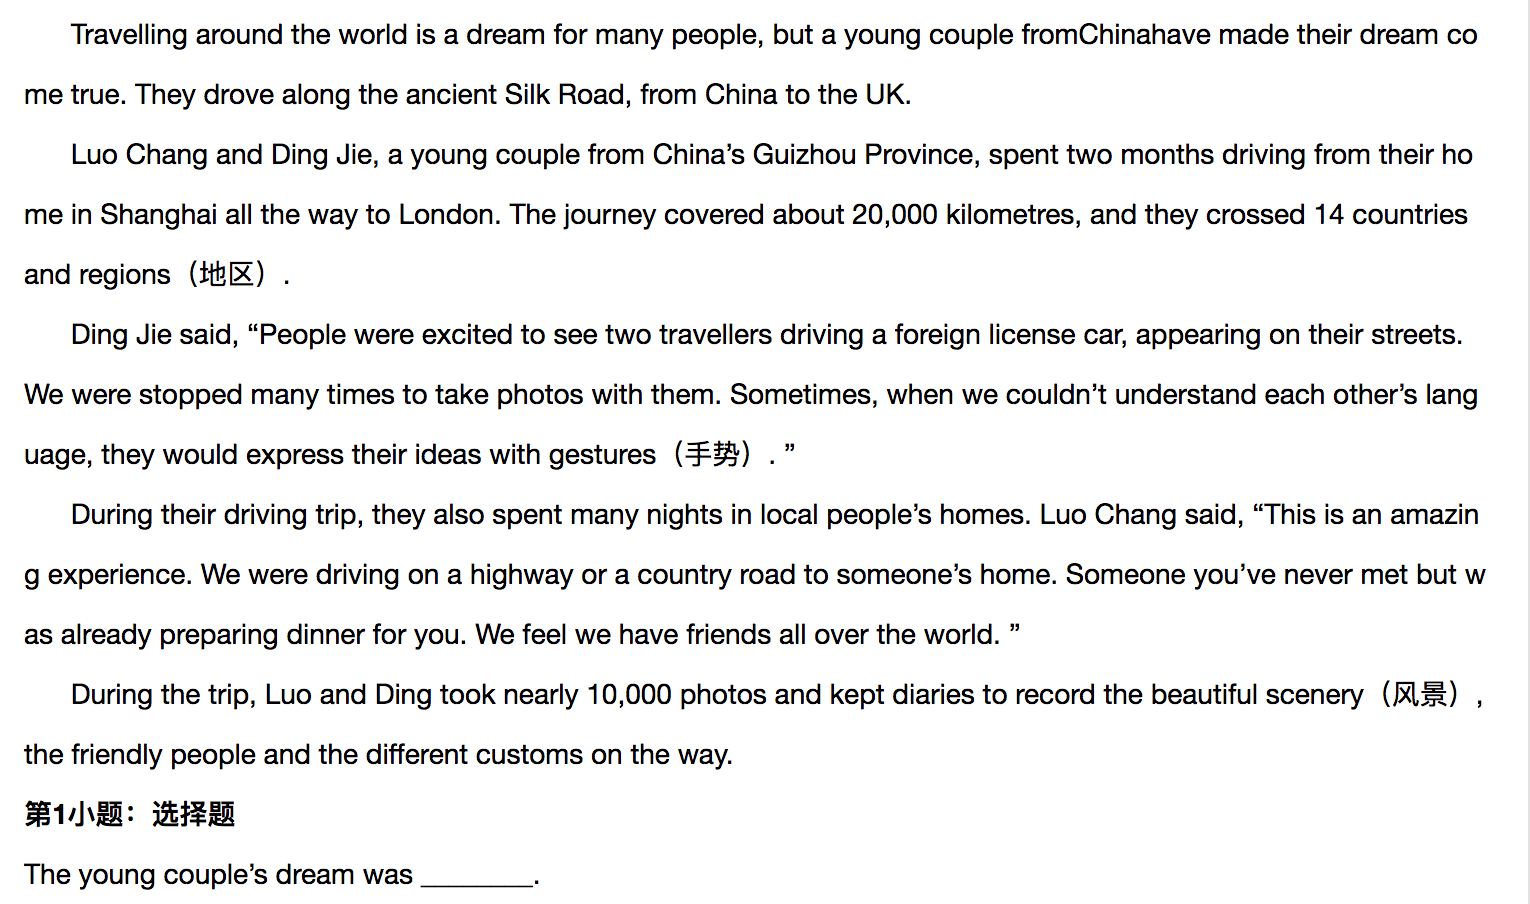 Travelling around the world is a dream for many people, but a young couple fromChinahave made their dream co
me true. They drove along the ancient Silk Road, from China to the UK.
Luo Chang and Ding Jie, a young couple from China’s Guizhou Province, spent two months driving from their ho
me in Shanghai all the way to London. The journey covered about 20,000 kilometres, and they crossed 14 countries
and regions（地区）.
Ding Jie said, “People were excited to see two travellers driving a foreign license car, appearing on their streets.
We were stopped many times to take photos with them. Sometimes, when we couldn’t understand each other’s lang
uage, they would express their ideas with gestures（手势）. ”
During their driving trip, they also spent many nights in local people’s homes. Luo Chang said, “This is an amazin
g experience. We were driving on a highway or a country road to someone’s home. Someone you’ve never met but w
as already preparing dinner for you. We feel we have friends all over the world. ”
During the trip, Luo and Ding took nearly 10,000 photos and kept diaries to record the beautiful scenery（风景）,
the friendly people and the different customs on the way.
第1小题：选择题
The young couple’s dream was ________.